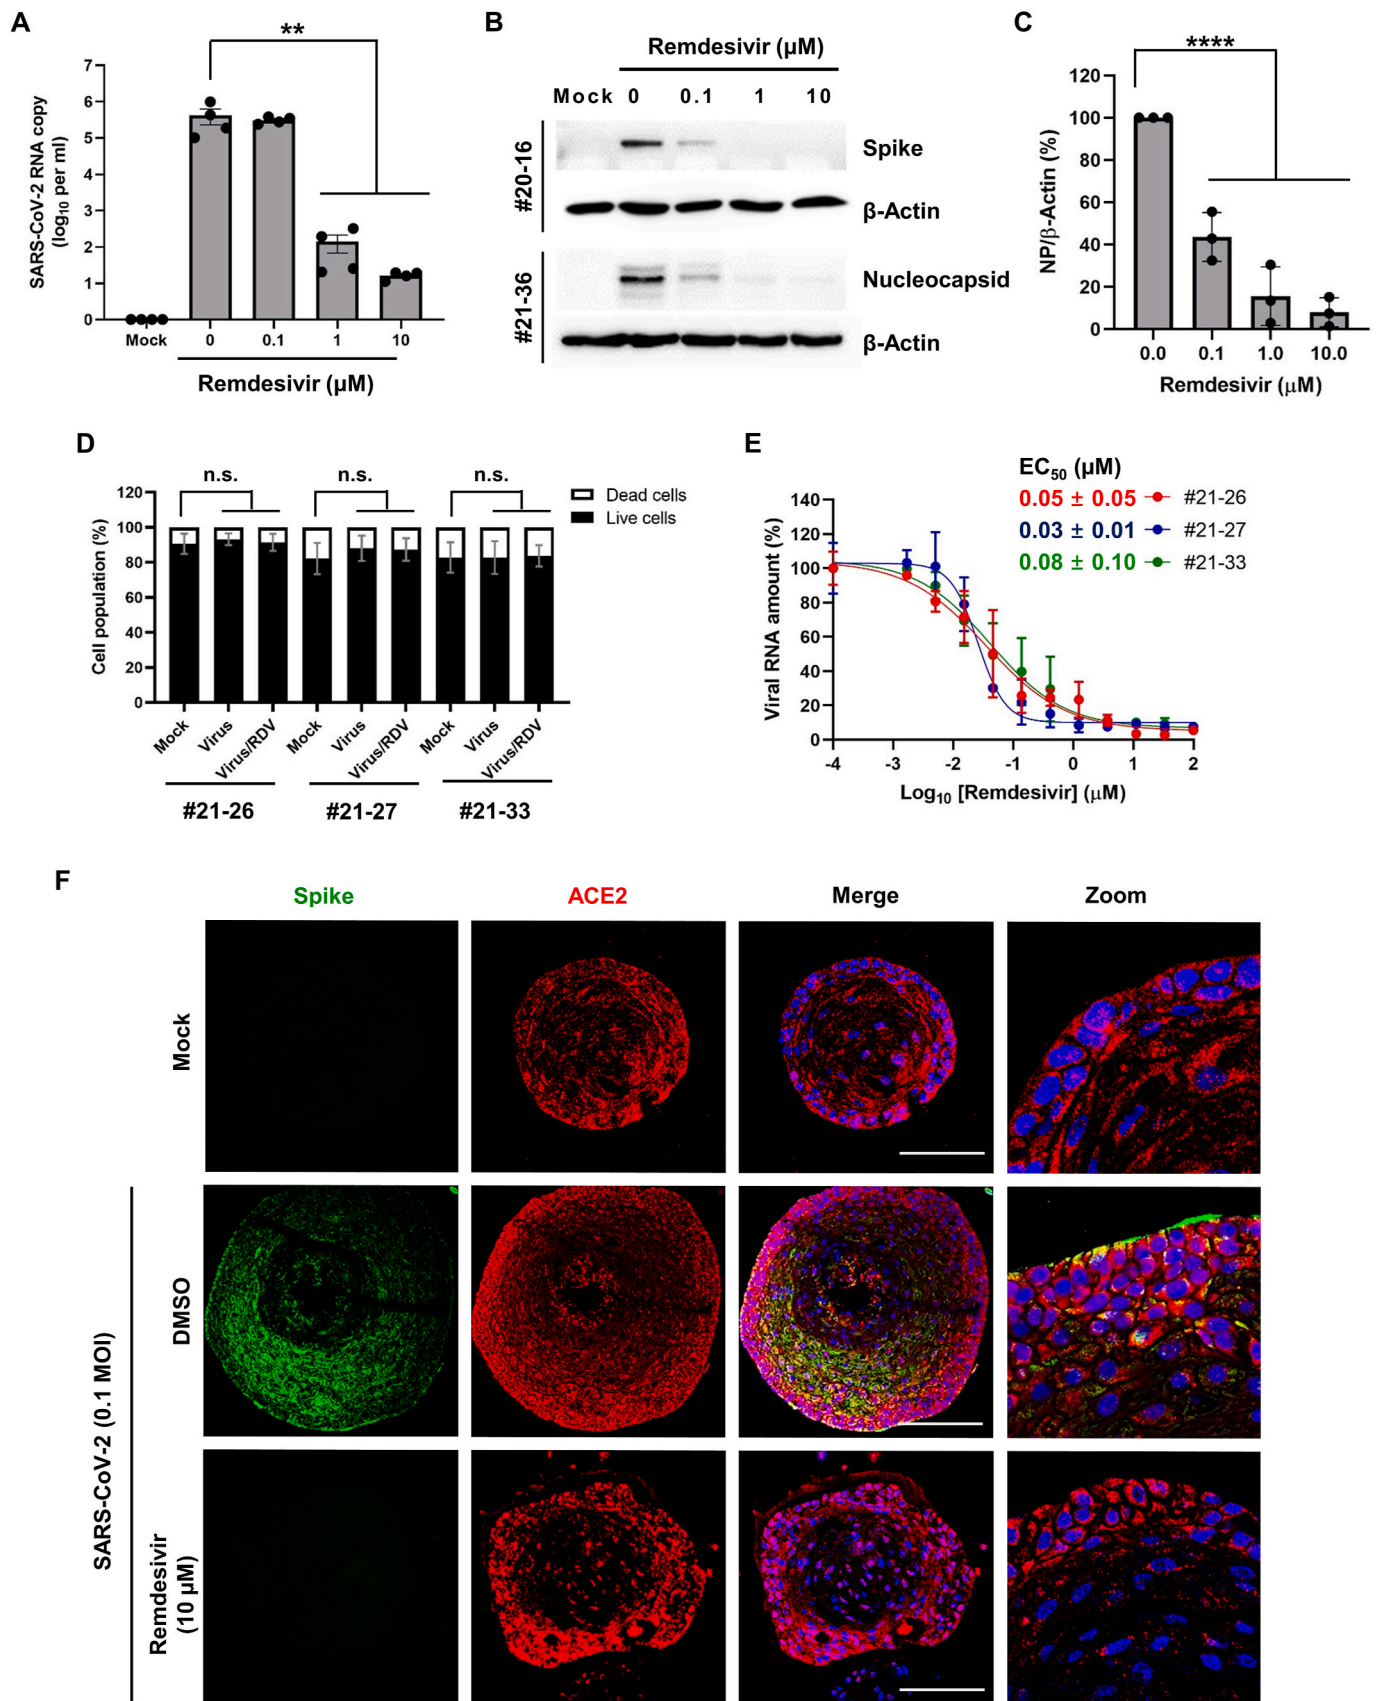 A
**
SARS-CoV-2 RNA copy
(log10 per ml)
7
6
5
4
3
2
1
0
Mock
0
0.1
1
10
Remdesivir (µM)
B
Remdesivir (µM)
Mock 0 0.1 1 10
#20-16
Spike
β-Actin
#21-36
Nucleocapsid
β-Actin
C
****
NP/β-Actin (%)
120
100
80
60
40
20
0
0.0 0.1 1.0 10.0
Remdesivir (µM)
D
n.s. n.s. n.s.
Dead cells
Live cells
Cell population (%)
120
100
80
60
40
20
0
Mock Virus Virus/RDV Mock Virus Virus/RDV Mock Virus Virus/RDV
#21-26 #21-27 #21-33
E
EC50 (µM)
0.05 ± 0.05 #21-26
0.03 ± 0.01 #21-27
0.08 ± 0.10 #21-33
Viral RNA amount (%)
140
120
100
80
60
40
20
0
-4 -3 -2 -1 0 1 2
Log10 [Remdesivir] (µM)
F
Spike ACE2 Merge Zoom
Mock
SARS-CoV-2 (0.1 MOI)
DMSO
Remdesivir
(10 µM)